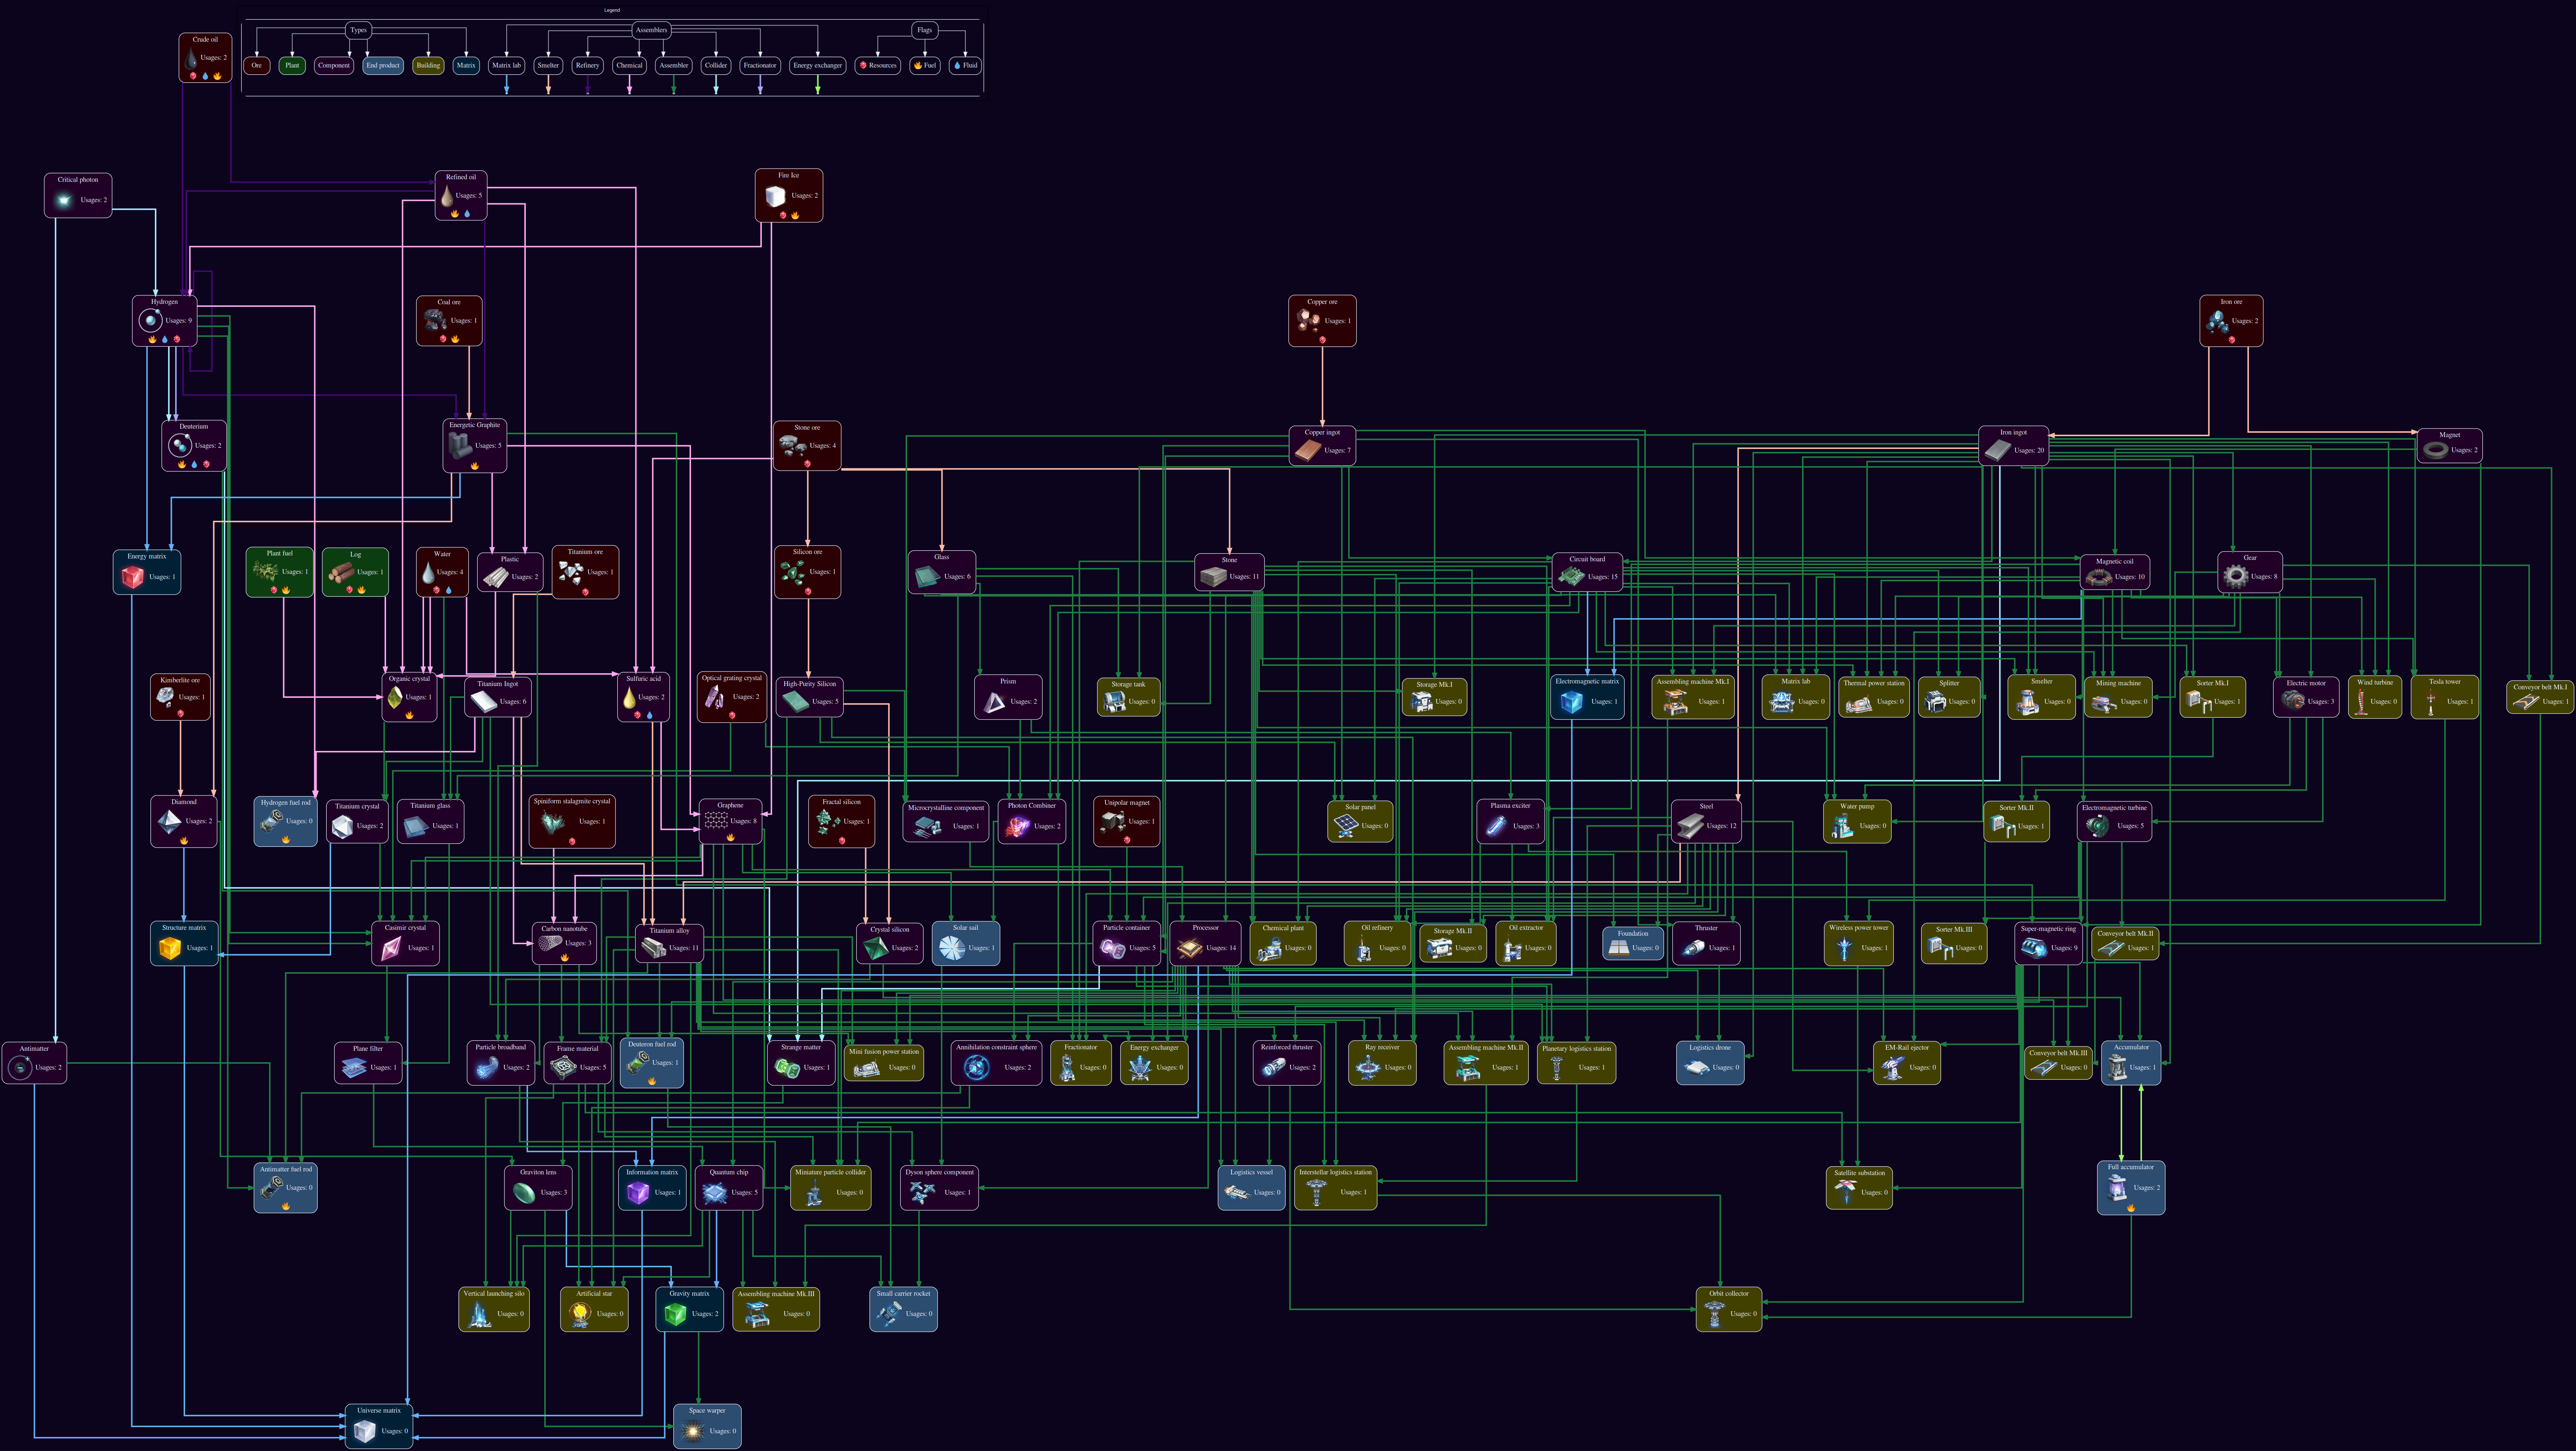 Legend
Types
Assemblers
Flags
Ore
Plant
Component
End product
Building
Matrix
Matrix lab
Smelter
Refinery
Chemical
Assembler
Collider
Fractionator
Energy exchanger
Resources
Fuel
Fluid
Crude oil
Usages: 2
Critical photon
Usages: 2
Refined oil
Usages: 5
Fire Ice
Usages: 2
Hydrogen
Usages: 9
Coal ore
Usages: 1
Copper ore
Usages: 1
Iron ore
Usages: 2
Deuterium
Usages: 2
Energetic Graphite
Usages: 5
Stone ore
Usages: 4
Copper ingot
Usages: 7
Iron ingot
Usages: 20
Magnet
Usages: 2
Energy matrix
Usages: 1
Plant fuel
Usages: 1
Log
Usages: 1
Water
Usages: 4
Plastic
Usages: 2
Titanium ore
Usages: 1
Silicon ore
Usages: 1
Glass
Usages: 6
Stone
Usages: 11
Circuit board
Usages: 15
Magnetic coil
Usages: 10
Gear
Usages: 8
Kimberlite ore
Usages: 1
Organic crystal
Usages: 1
Titanium Ingot
Usages: 6
Sulfuric acid
Usages: 2
Optical grating crystal
Usages: 2
High-Purity Silicon
Usages: 5
Prism
Usages: 2
Storage tank
Usages: 0
Storage Mk.I
Usages: 0
Electromagnetic matrix
Usages: 1
Assembling machine Mk.I
Usages: 1
Matrix lab
Usages: 0
Thermal power station
Usages: 0
Splitter
Usages: 0
Smelter
Usages: 0
Mining machine
Usages: 0
Sorter Mk.I
Usages: 1
Electric motor
Usages: 3
Wind turbine
Usages: 0
Tesla tower
Usages: 1
Conveyor belt Mk.I
Usages: 1
Diamond
Usages: 2
Hydrogen fuel rod
Usages: 0
Titanium crystal
Usages: 2
Titanium glass
Usages: 1
Spiniform stalagmite crystal
Usages: 1
Graphene
Usages: 8
Fractal silicon
Usages: 1
Microcrystalline component
Usages: 1
Photon Combiner
Usages: 2
Unipolar magnet
Usages: 1
Solar panel
Usages: 0
Plasma exciter
Usages: 3
Steel
Usages: 12
Water pump
Usages: 0
Sorter Mk.II
Usages: 1
Electromagnetic turbine
Usages: 5
Structure matrix
Usages: 1
Casimir crystal
Usages: 1
Carbon nanotube
Usages: 3
Titanium alloy
Usages: 11
Crystal silicon
Usages: 2
Solar sail
Usages: 1
Particle container
Usages: 5
Processor
Usages: 14
Chemical plant
Usages: 0
Oil refinery
Usages: 0
Storage Mk.II
Usages: 0
Oil extractor
Usages: 0
Foundation
Usages: 0
Thruster
Usages: 1
Wireless power tower
Usages: 1
Sorter Mk.III
Usages: 0
Super-magnetic ring
Usages: 9
Conveyor belt Mk.II
Usages: 1
Antimatter
Usages: 2
Plane filter
Usages: 1
Particle broadband
Usages: 2
Frame material
Usages: 5
Deuteron fuel rod
Usages: 1
Strange matter
Usages: 1
Mini fusion power station
Usages: 0
Annihilation constraint sphere
Usages: 2
Fractionator
Usages: 0
Energy exchanger
Usages: 0
Reinforced thruster
Usages: 2
Ray receiver
Usages: 0
Assembling machine Mk.II
Usages: 1
Planetary logistics station
Usages: 1
Logistics drone
Usages: 0
EM-Rail ejector
Usages: 0
Conveyor belt Mk.III
Usages: 0
Accumulator
Usages: 1
Antimatter fuel rod
Usages: 0
Graviton lens
Usages: 3
Information matrix
Usages: 1
Quantum chip
Usages: 5
Miniature particle collider
Usages: 0
Dyson sphere component
Usages: 1
Logistics vessel
Usages: 0
Interstellar logistics station
Usages: 1
Satellite substation
Usages: 0
Full accumulator
Usages: 2
Vertical launching silo
Usages: 0
Artificial star
Usages: 0
Gravity matrix
Usages: 2
Assembling machine Mk.III
Usages: 0
Small carrier rocket
Usages: 0
Orbit collector
Usages: 0
Universe matrix
Usages: 0
Space warper
Usages: 0